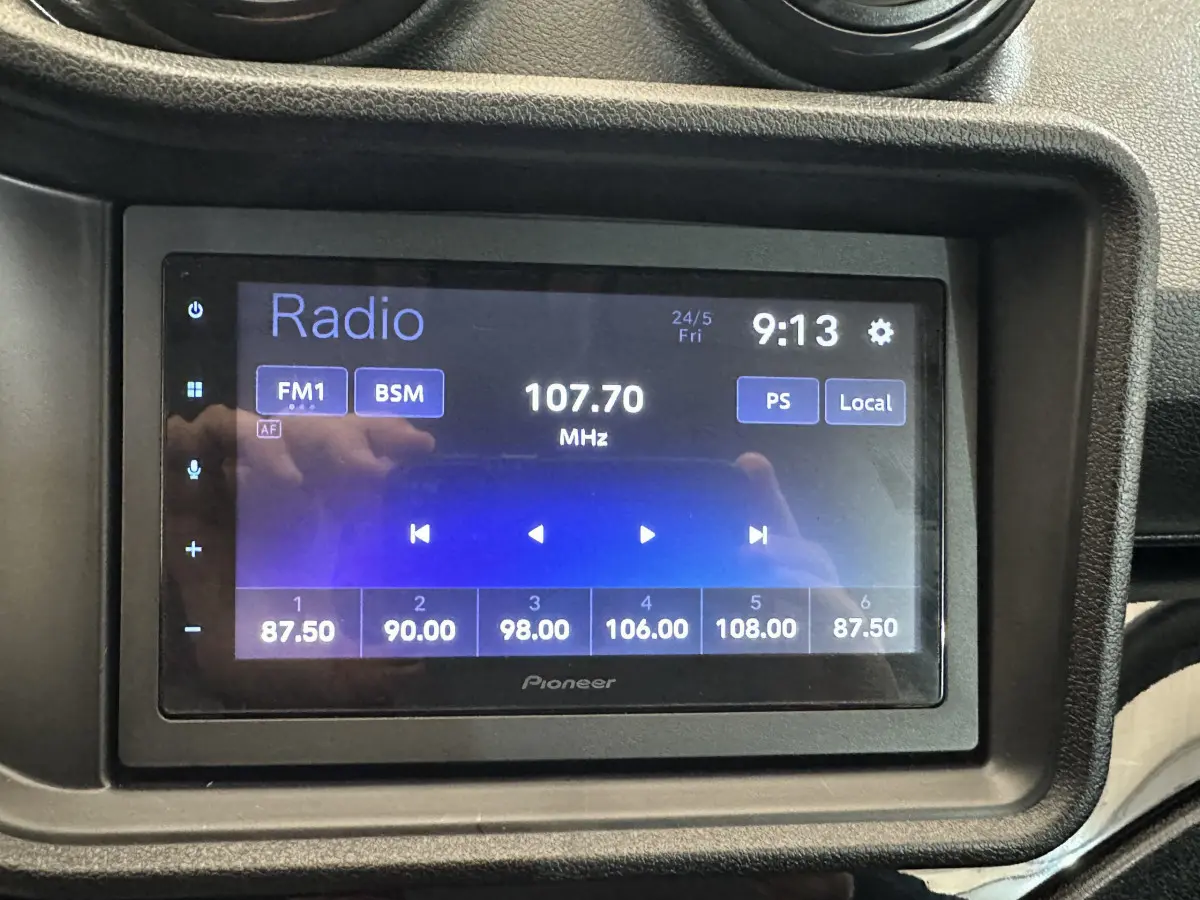 Radio
24/5
Fri
9:13
FM1
BSM
107.70
MHz
PS
Local
AF
1
2
3
4
5
6
87.50
90.00
98.00
106.00
108.00
87.50
Pioneer